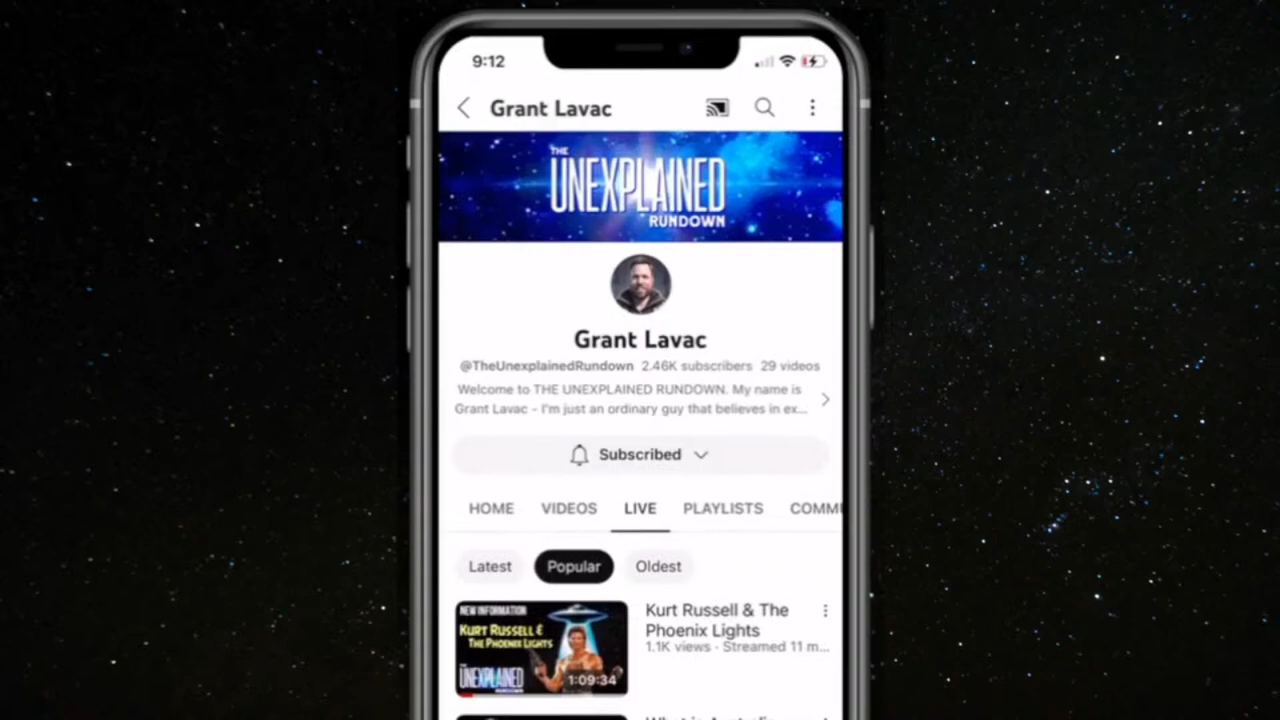 9:12
Grant Lavac
THE
UNEXPLAINED
RUNDOWN
Grant Lavac
@TheUnexplainedRundown 2.46K subscribers 29 videos
Welcome to THE UNEXPLAINED RUNDOWN. My name is
Grant Lavac - I'm just an ordinary guy that believes in ex...
Subscribed
HOME VIDEOS LIVE PLAYLISTS COMMU
Latest Popular Oldest
NEW INFORMATION
KURT RUSSELL &
THE PHOENIX LIGHTS
THE
UNEXPLAINED
RUNDOWN
1:09:34
Kurt Russell & The
Phoenix Lights
1.1K views · Streamed 11 m...